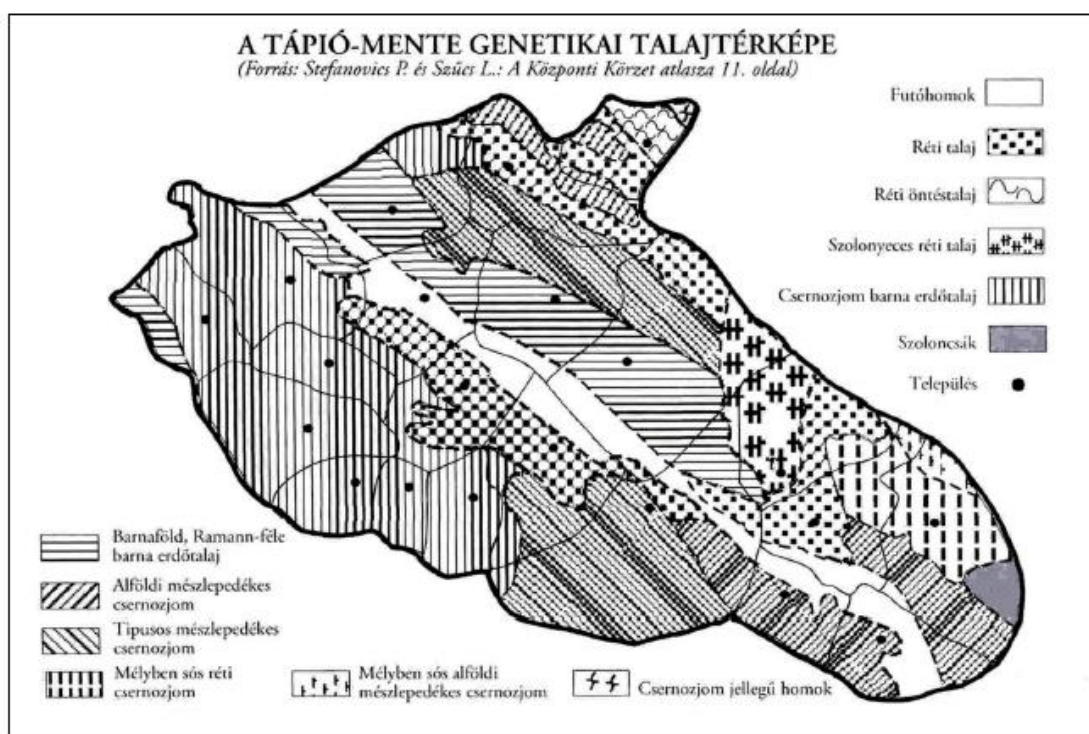 A TÁPIÓ-MENTE GENETIKAI TALAJTÉRKÉPE
(Forrás: Stefanovics P. és Szűcs L.: A Központi Körzet atlasza 11. oldal)
Futóhomok
Réti talaj
Réti öntéstalaj
Szolonyeces réti talaj
Csernozjom barna erdőtalaj
Szoloncsák
Település
Barnaföld, Ramann-féle
barna erdőtalaj
Alföldi mészlepedékes
csernozjom
Tipusos mészlepedékes
csernozjom
Mélyben sós réti
csernozjom
Mélyben sós alföldi
mészlepedékes csernozjom
Csernozjom jellegű homok